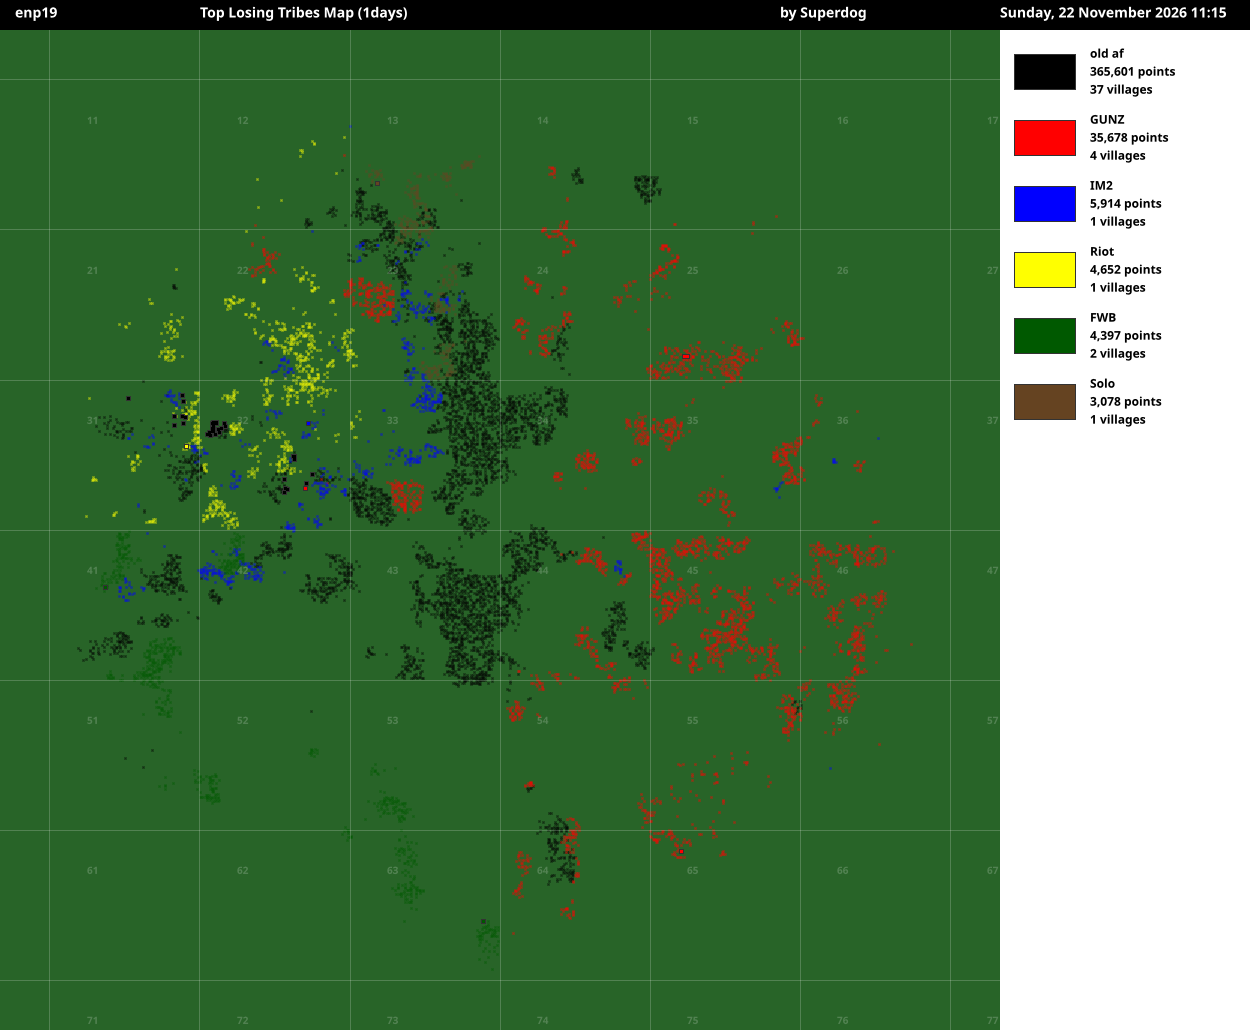 enp19 Top Losing Tribes Map (1days) by Superdog Sunday, 22 November 2026 11:15
old af
365,601 points
37 villages
GUNZ
35,678 points
4 villages
IM2
5,914 points
1 villages
Riot
4,652 points
1 villages
FWB
4,397 points
2 villages
Solo
3,078 points
1 villages
11 12 13 14 15 16 17
21 22 23 24 25 26 27
31 32 33 34 35 36 37
41 42 43 44 45 46 47
51 52 53 54 55 56 57
61 62 63 64 65 66 67
71 72 73 74 75 76 77